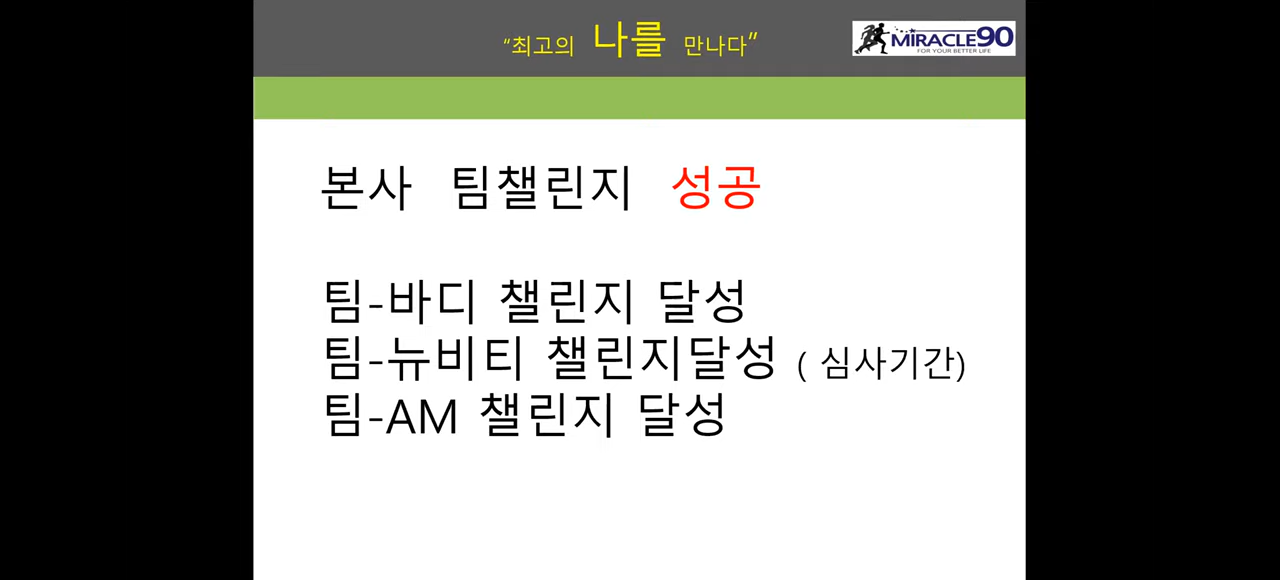 “최고의 나를 만나다”
MIRACLE90
FOR YOUR BETTER LIFE
본사 팀챌린지 성공
팀-바디 챌린지 달성
팀-뉴비티 챌린지달성 ( 심사기간)
팀-AM 챌린지 달성